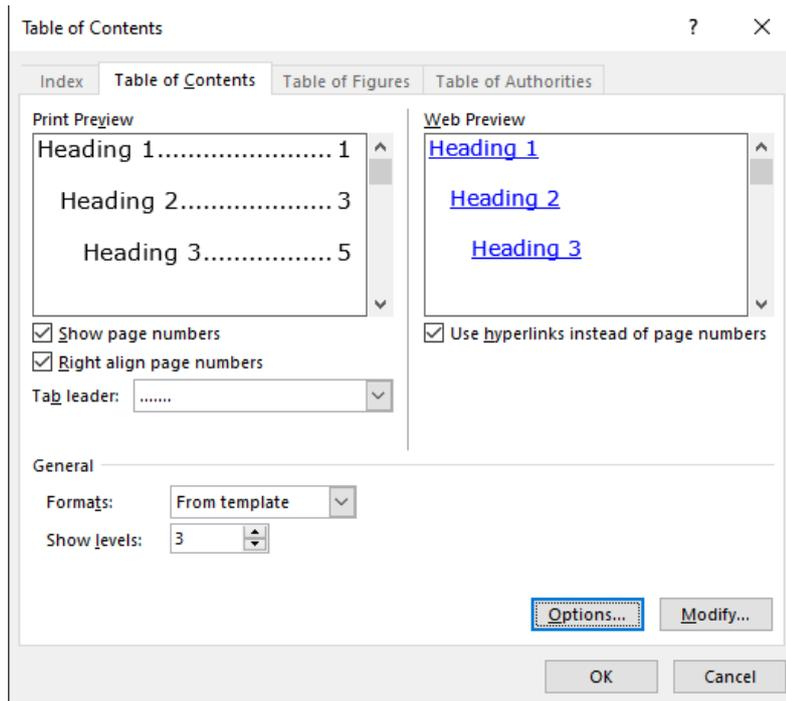 Table of Contents
?
Index
Table of Contents
Table of Figures
Table of Authorities
Print Preview
Heading 1....................... 1
Heading 2.................... 3
Heading 3................. 5
Show page numbers
Right align page numbers
Tab leader: .......
Web Preview
Heading 1
Heading 2
Heading 3
Use hyperlinks instead of page numbers
General
Formats: From template
Show levels: 3
Options... Modify...
OK Cancel